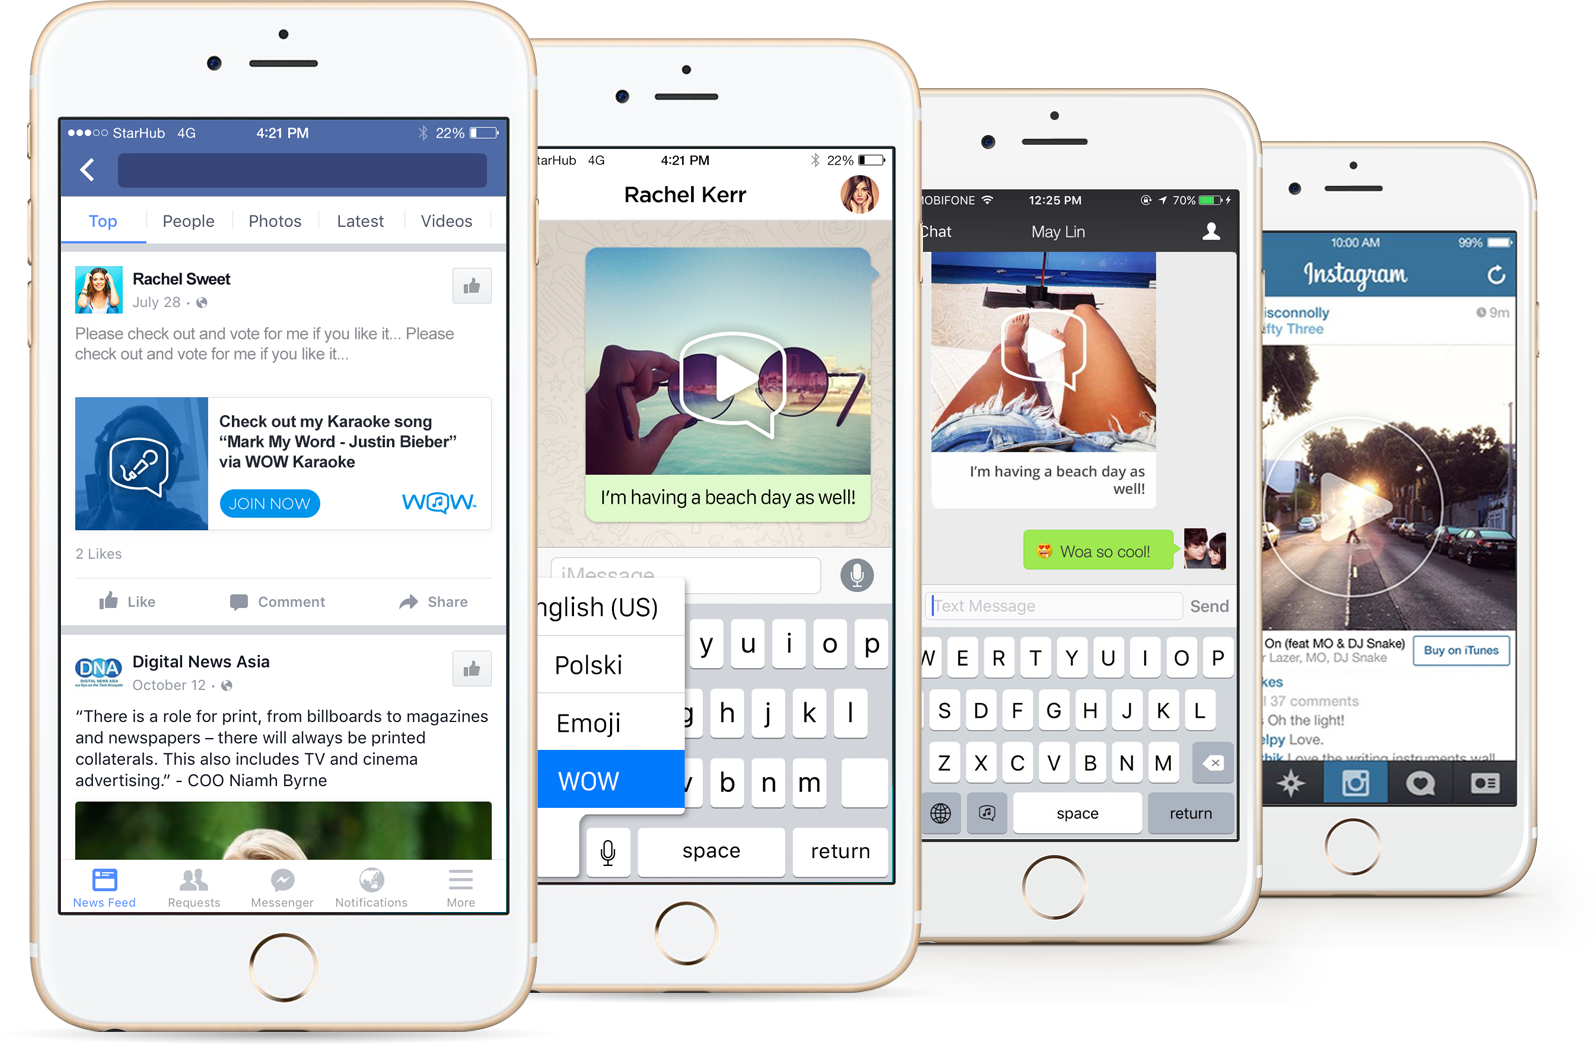 StarHub 4G 4:21 PM 22%
Top People Photos Latest Videos
Rachel Sweet
July 28 •
Please check out and vote for me if you like it... Please
check out and vote for me if you like it...
Check out my Karaoke song
“Mark My Word - Justin Bieber”
via WOW Karaoke
JOIN NOW
WOW
2 Likes
Like Comment Share
DNA
DIGITAL NEWS ASIA
Digital News Asia
October 12 •
“There is a role for print, from billboards to magazines
and newspapers – there will always be printed
collaterals. This also includes TV and cinema
advertising.” - COO Niamh Byrne
News Feed Requests Messenger Notifications More
tarHub 4G 4:21 PM 22%
Rachel Kerr
I'm having a beach day as well!
iMessage
nglish (US)
Polski
Emoji
WOW
y u i o p
g h j k l
v b n m
space return
OBIFONE 12:25 PM 70%
Chat May Lin
I'm having a beach day as
well!
Woa so cool!
Text Message Send
W E R T Y U I O P
S D F G H J K L
Z X C V B N M
space return
10:00 AM 99%
Instagram
isconnolly 9m
ifty Three
On (feat MO & DJ Snake)
r Lazer, MO, DJ Snake
Buy on iTunes
kes
l 37 comments
s Oh the light!
elpy Love.
thik Love the writing instruments wall